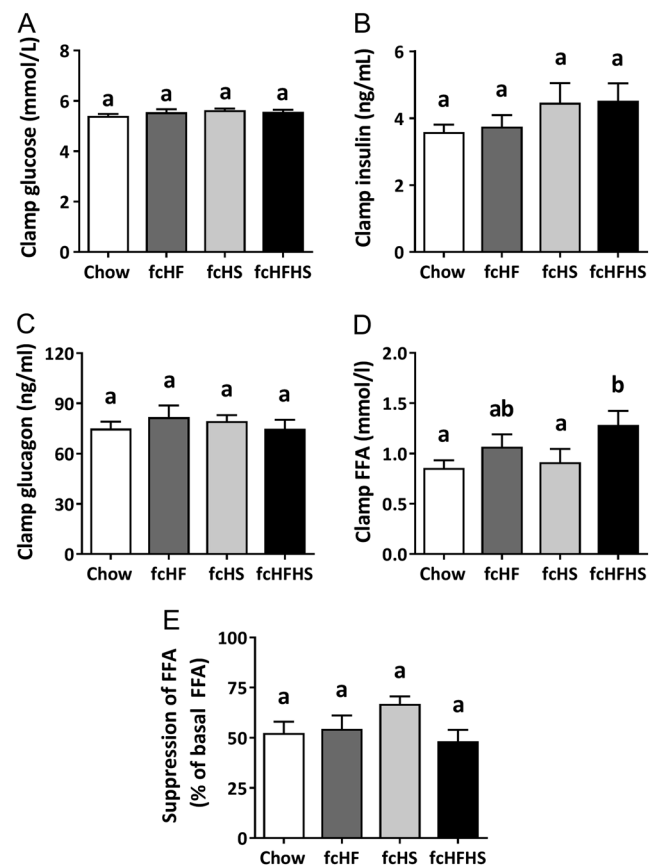 A
Clamp glucose (mmol/L)
8
6
4
2
0
a a a a
Chow fcHF fcHS fcHFHS
B
Clamp insulin (ng/mL)
6
4
2
0
a a a a
Chow fcHF fcHS fcHFHS
C
Clamp glucagon (ng/ml)
120
90
60
30
0
a a a a
Chow fcHF fcHS fcHFHS
D
Clamp FFA (mmol/l)
2.0
1.5
1.0
0.5
0.0
a ab a b
Chow fcHF fcHS fcHFHS
E
Suppression of FFA
(% of basal FFA)
100
75
50
25
0
a a a a
Chow fcHF fcHS fcHFHS